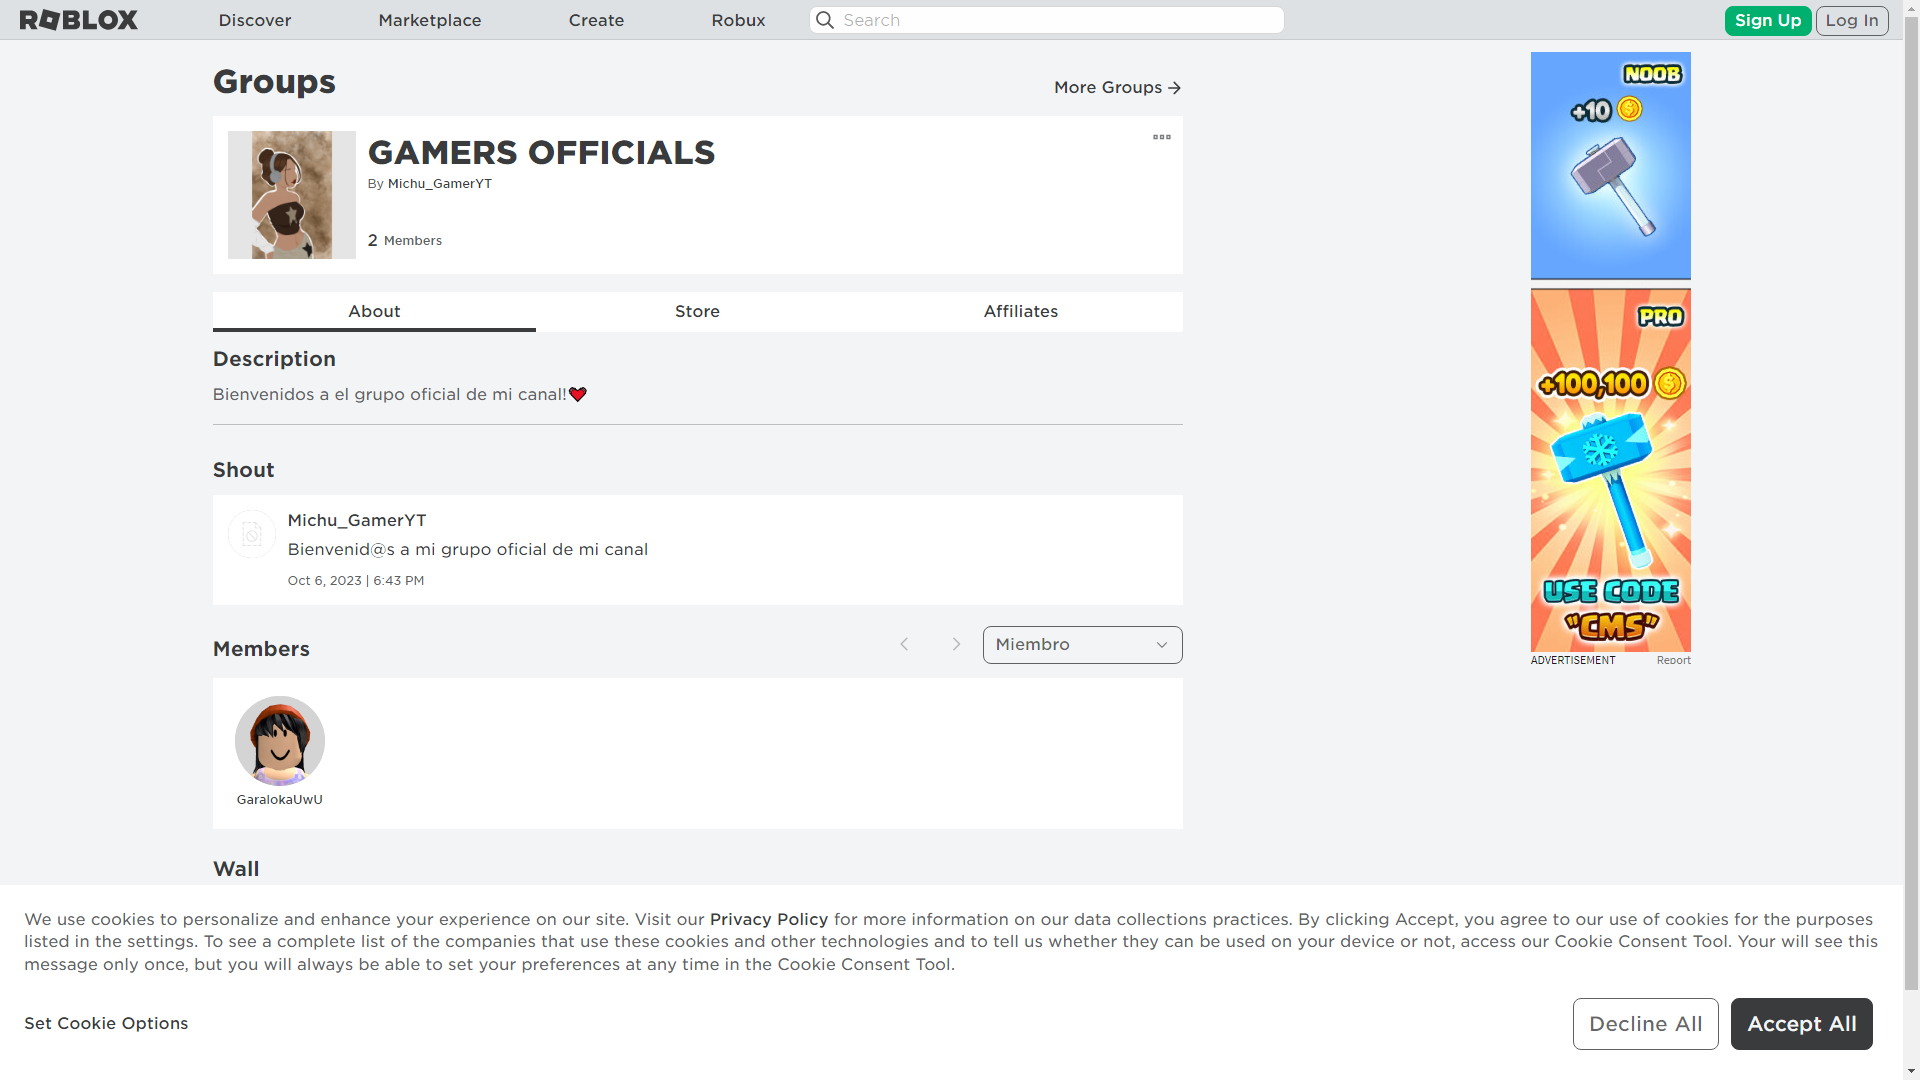 ROBLOX
Discover
Marketplace
Create
Robux
Search
Sign Up
Log In
Groups
More Groups
GAMERS OFFICIALS
By Michu_GamerYT
2 Members
About
Store
Affiliates
Description
Bienvenidos a el grupo oficial de mi canal!❤️
Shout
Michu_GamerYT
Bienvenid@s a mi grupo oficial de mi canal
Oct 6, 2023 | 6:43 PM
Members
Miembro
GaralokaUwU
Wall
NOOB
+10
PRO
+100,100
USE CODE
"CMS"
ADVERTISEMENT
Report
We use cookies to personalize and enhance your experience on our site. Visit our Privacy Policy for more information on our data collections practices. By clicking Accept, you agree to our use of cookies for the purposes
listed in the settings. To see a complete list of the companies that use these cookies and other technologies and to tell us whether they can be used on your device or not, access our Cookie Consent Tool. Your will see this
message only once, but you will always be able to set your preferences at any time in the Cookie Consent Tool.
Set Cookie Options
Decline All
Accept All